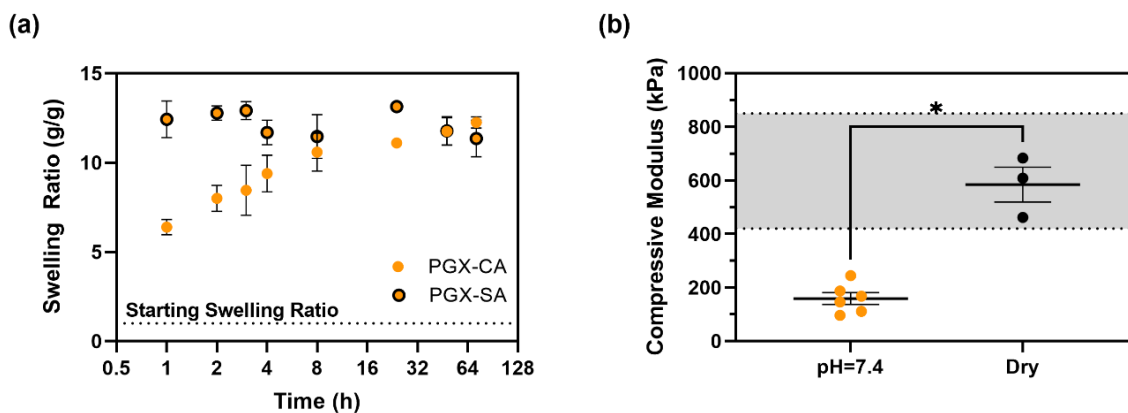 (a)
(b)
15
10
5
0
Swelling Ratio (g/g)
PGX-CA
PGX-SA
Starting Swelling Ratio
0.5 1 2 4 8 16 32 64 128
Time (h)
1000
800
600
400
200
0
Compressive Modulus (kPa)
*
pH=7.4 Dry